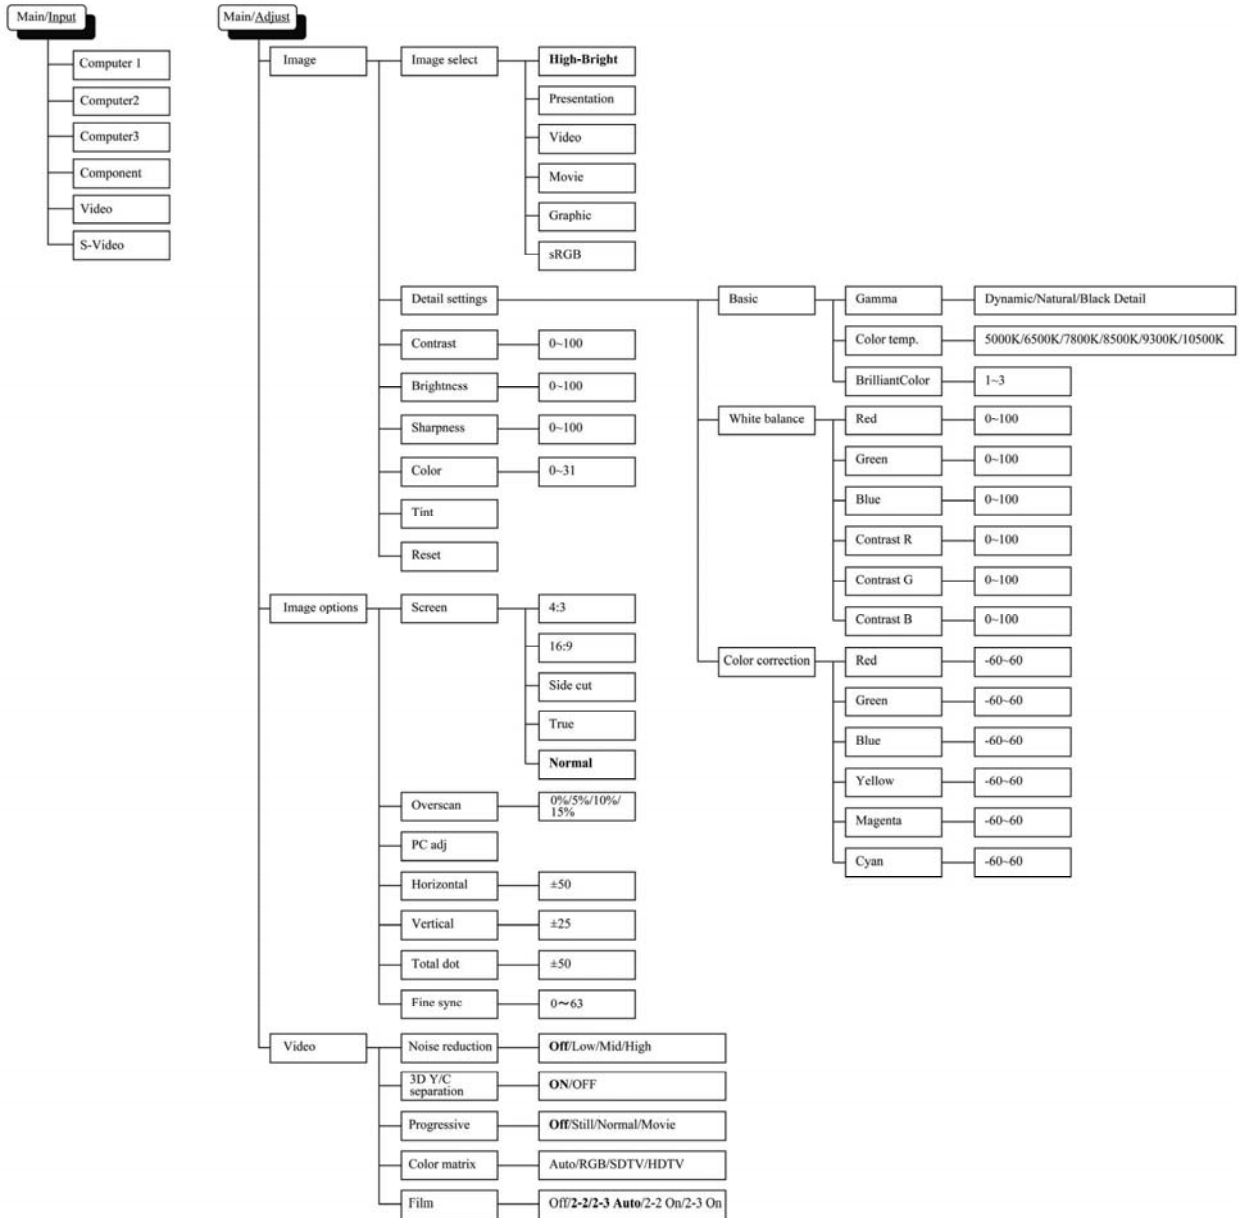 Main/Input
Computer 1
Computer2
Computer3
Component
Video
S-Video
Main/Adjust
Image
Image select
High-Bright
Presentation
Video
Movie
Graphic
sRGB
Detail settings
Basic
Gamma
Dynamic/Natural/Black Detail
Color temp.
5000K/6500K/7800K/8500K/9300K/10500K
BrilliantColor
1~3
White balance
Red
0~100
Green
0~100
Blue
0~100
Contrast R
0~100
Contrast G
0~100
Contrast B
0~100
Color correction
Red
-60~60
Green
-60~60
Blue
-60~60
Yellow
-60~60
Magenta
-60~60
Cyan
-60~60
Contrast
0~100
Brightness
0~100
Sharpness
0~100
Color
0~31
Tint
Reset
Image options
Screen
4:3
16:9
Side cut
True
Normal
Overscan
0%/5%/10%/
15%
PC adj
Horizontal
±50
Vertical
±25
Total dot
±50
Fine sync
0～63
Video
Noise reduction
Off/Low/Mid/High
3D Y/C
separation
ON/OFF
Progressive
Off/Still/Normal/Movie
Color matrix
Auto/RGB/SDTV/HDTV
Film
Off/2-2/2-3 Auto/2-2 On/2-3 On